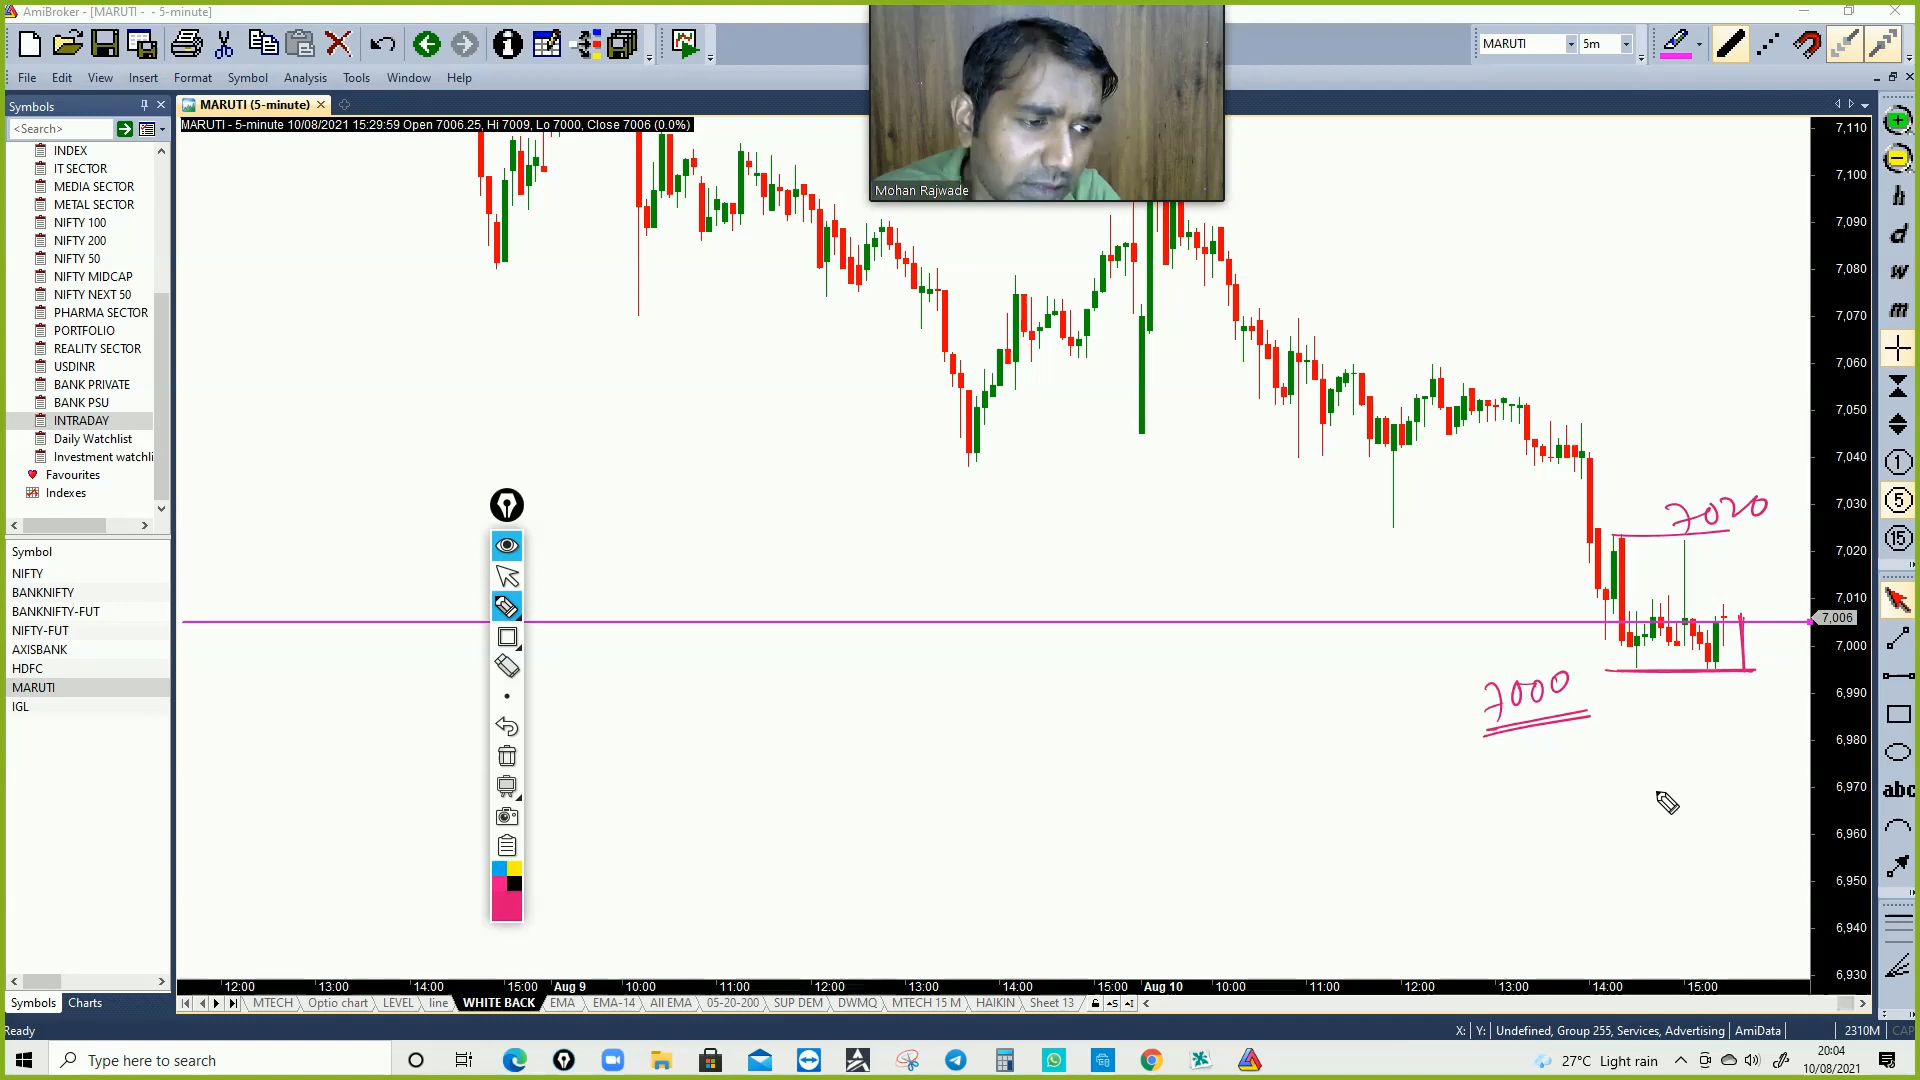 AmiBroker - [MARUTI - - 5-minute]
MARUTI
5m
File Edit View Insert Format Symbol Analysis Tools Window Help
Symbols
<Search>
INDEX
IT SECTOR
MEDIA SECTOR
METAL SECTOR
NIFTY 100
NIFTY 200
NIFTY 50
NIFTY MIDCAP
NIFTY NEXT 50
PHARMA SECTOR
PORTFOLIO
REALITY SECTOR
USDINR
BANK PRIVATE
BANK PSU
INTRADAY
Daily Watchlist
Investment watchli
Favourites
Indexes
Symbol
NIFTY
BANKNIFTY
BANKNIFTY-FUT
NIFTY-FUT
AXISBANK
HDFC
MARUTI
IGL
Symbols Charts
MARUTI (5-minute)
MARUTI - 5-minute 10/08/2021 15:29:59 Open 7006.25, Hi 7009, Lo 7000, Close 7006 (0.0%)
Mohan Rajwade
7020
7000
7,110
7,100
7,090
7,080
7,070
7,060
7,050
7,040
7,030
7,020
7,010
7,006
7,000
6,990
6,980
6,970
6,960
6,950
6,940
6,930
h
d
w
m
1
5
15
abc
12:00 13:00 14:00 15:00 Aug 9 10:00 11:00 12:00 13:00 14:00 15:00 Aug 10 10:00 11:00 12:00 13:00 14:00 15:00
MTECH Optio chart LEVEL line WHITE BACK EMA EMA-14 All EMA 05-20-200 SUP DEM DWMQ MTECH 15 M HAIKIN Sheet 13
Ready
X: Y: Undefined, Group 255, Services, Advertising AmiData 2310M CAP
Type here to search
27°C Light rain
20:04
10/08/2021